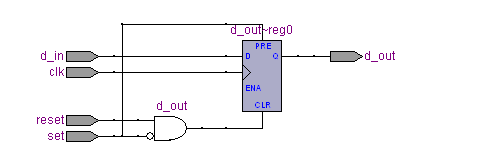 d_out~reg0
PRE
d_in
D
Q
d_out
clk
ENA
CLR
d_out
reset
set